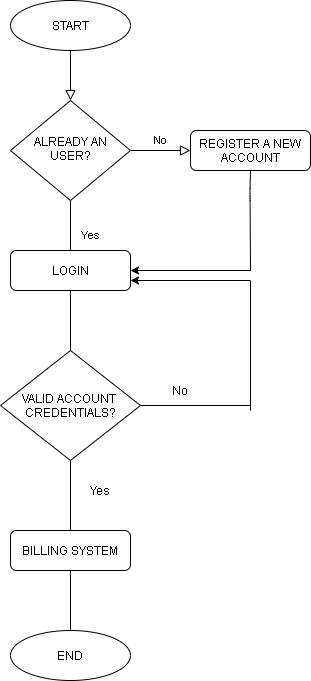 START
ALREADY AN
USER?
No
REGISTER A NEW
ACCOUNT
Yes
LOGIN
VALID ACCOUNT
CREDENTIALS?
No
Yes
BILLING SYSTEM
END